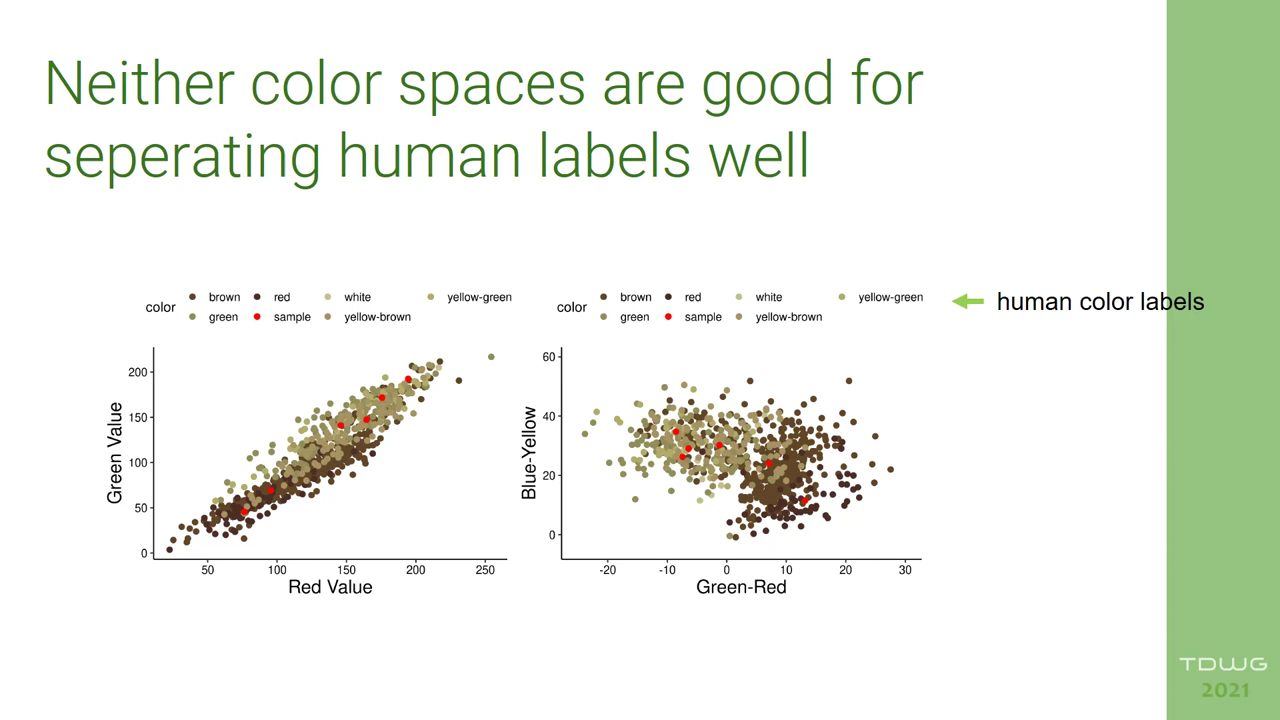 Neither color spaces are good for
seperating human labels well
color
brown red white yellow-green
green sample yellow-brown
color
brown red white yellow-green
green sample yellow-brown
human color labels
Green Value
200
150
100
50
0
50 100 150 200 250
Red Value
Blue-Yellow
60
40
20
0
-20 -10 0 10 20 30
Green-Red
TDWG
2021